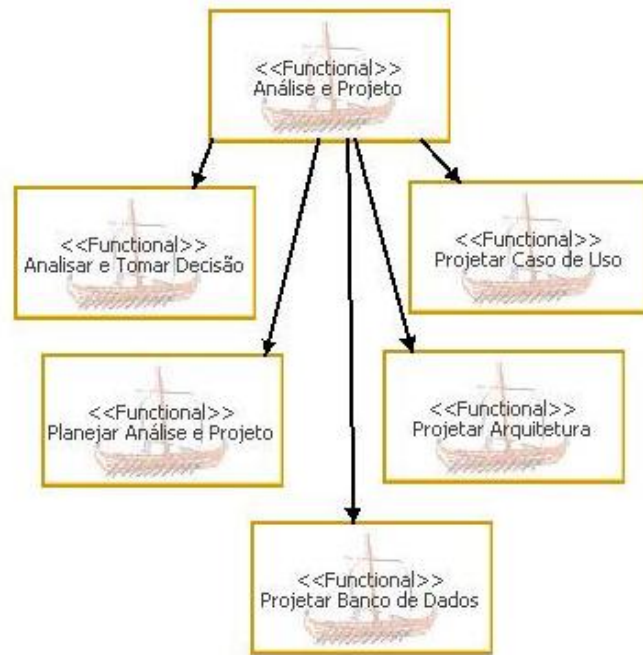 <<Functional>>
Análise e Projeto
<<Functional>>
Analisar e Tomar Decisão
<<Functional>>
Projetar Caso de Uso
<<Functional>>
Planejar Análise e Projeto
<<Functional>>
Projetar Arquitetura
<<Functional>>
Projetar Banco de Dados